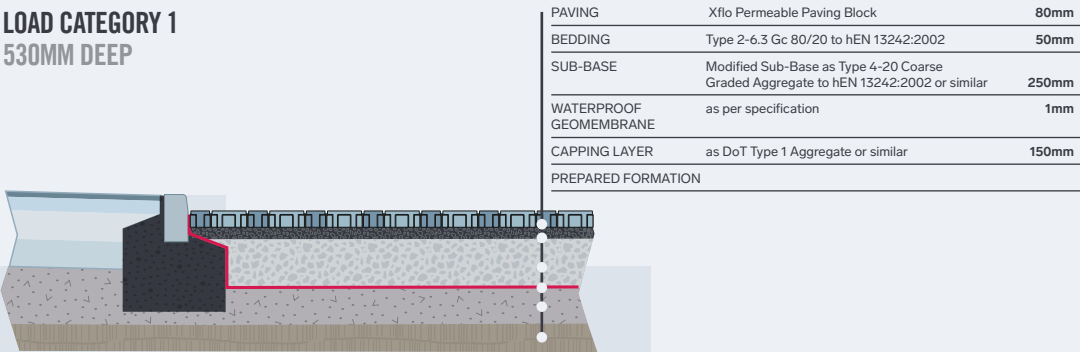 LOAD CATEGORY 1
530MM DEEP
PAVING Xflo Permeable Paving Block 80mm
BEDDING Type 2-6.3 Gc 80/20 to hEN 13242:2002 50mm
SUB-BASE Modified Sub-Base as Type 4-20 Coarse
Graded Aggregate to hEN 13242:2002 or similar 250mm
WATERPROOF as per specification 1mm
GEOMEMBRANE
CAPPING LAYER as DoT Type 1 Aggregate or similar 150mm
PREPARED FORMATION